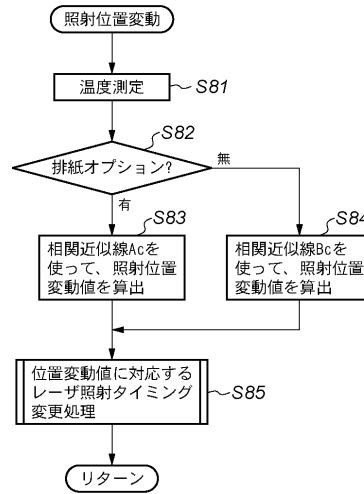 照射位置変動
温度測定
S81
S82
排紙オプション?
無
有
S83
相関近似線Acを
使って、照射位置
変動値を算出
S84
相関近似線Bcを
使って、照射位置
変動値を算出
位置変動値に対応する
レーザ照射タイミング
変更処理
S85
リターン